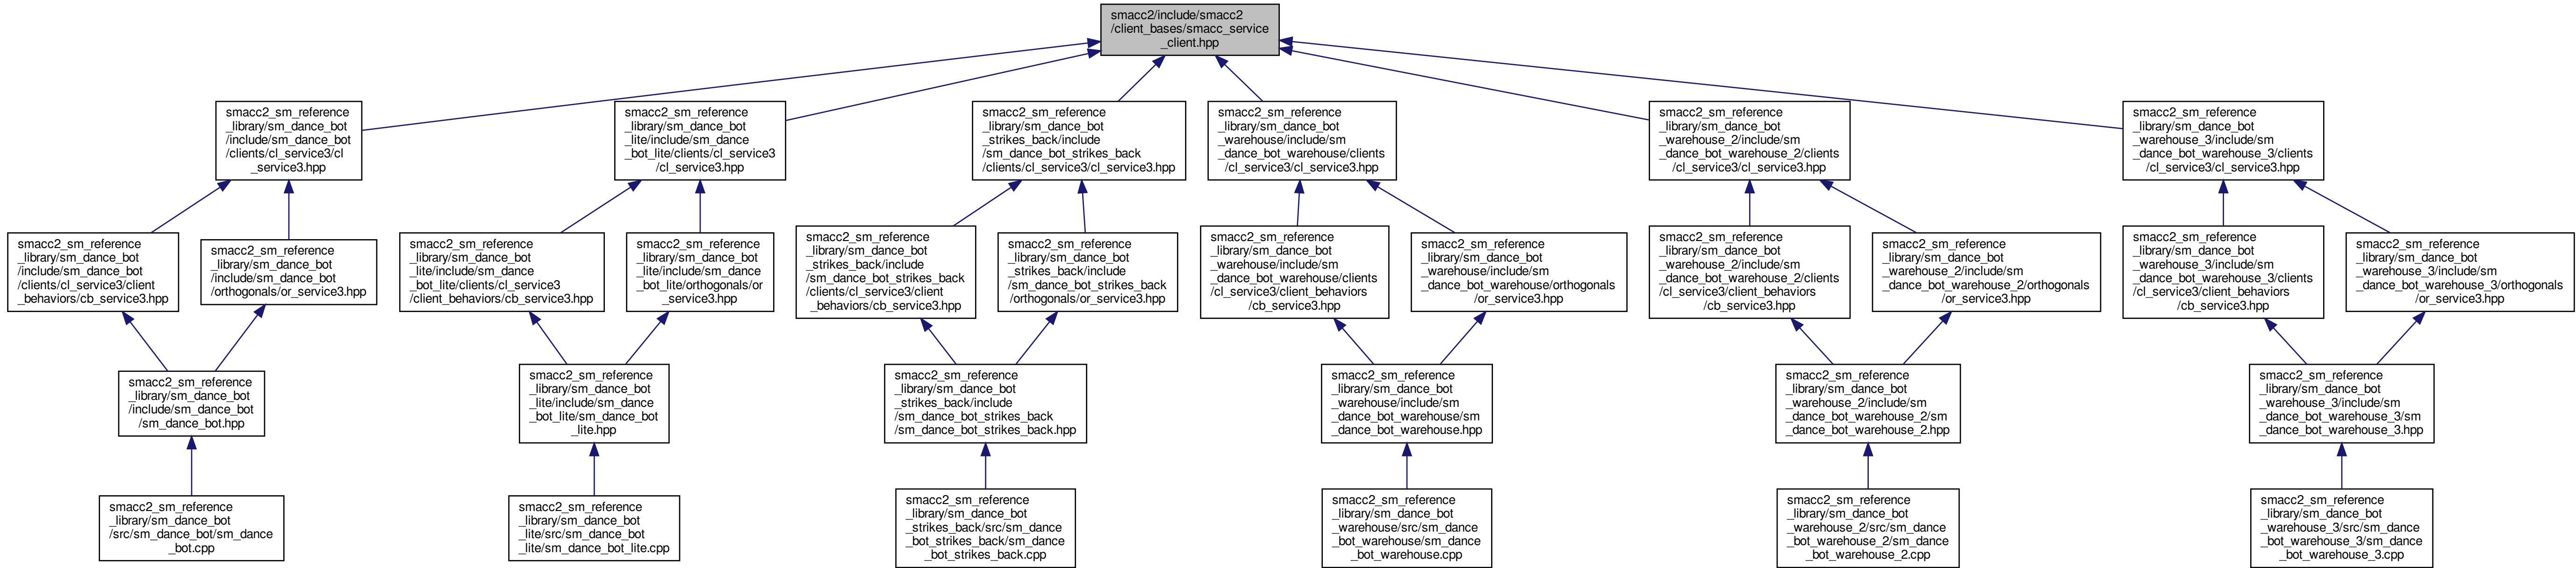 smacc2/include/smacc2
/client_bases/smacc_service
_client.hpp
smacc2_sm_reference
_library/sm_dance_bot
/include/sm_dance_bot
/clients/cl_service3/cl
_service3.hpp
smacc2_sm_reference
_library/sm_dance_bot
_lite/include/sm_dance
_bot_lite/clients/cl_service3
/cl_service3.hpp
smacc2_sm_reference
_library/sm_dance_bot
_strikes_back/include
/sm_dance_bot_strikes_back
/clients/cl_service3/cl_service3.hpp
smacc2_sm_reference
_library/sm_dance_bot
_warehouse/include/sm
_dance_bot_warehouse/clients
/cl_service3/cl_service3.hpp
smacc2_sm_reference
_library/sm_dance_bot
_warehouse_2/include/sm
_dance_bot_warehouse_2/clients
/cl_service3/cl_service3.hpp
smacc2_sm_reference
_library/sm_dance_bot
_warehouse_3/include/sm
_dance_bot_warehouse_3/clients
/cl_service3/cl_service3.hpp
smacc2_sm_reference
_library/sm_dance_bot
/include/sm_dance_bot
/clients/cl_service3/client
_behaviors/cb_service3.hpp
smacc2_sm_reference
_library/sm_dance_bot
/include/sm_dance_bot
/orthogonals/or_service3.hpp
smacc2_sm_reference
_library/sm_dance_bot
_lite/include/sm_dance
_bot_lite/clients/cl_service3
/client_behaviors/cb_service3.hpp
smacc2_sm_reference
_library/sm_dance_bot
_lite/include/sm_dance
_bot_lite/orthogonals/or
_service3.hpp
smacc2_sm_reference
_library/sm_dance_bot
_strikes_back/include
/sm_dance_bot_strikes_back
/clients/cl_service3/client
_behaviors/cb_service3.hpp
smacc2_sm_reference
_library/sm_dance_bot
_strikes_back/include
/sm_dance_bot_strikes_back
/orthogonals/or_service3.hpp
smacc2_sm_reference
_library/sm_dance_bot
_warehouse/include/sm
_dance_bot_warehouse/clients
/cl_service3/client_behaviors
/cb_service3.hpp
smacc2_sm_reference
_library/sm_dance_bot
_warehouse/include/sm
_dance_bot_warehouse/orthogonals
/or_service3.hpp
smacc2_sm_reference
_library/sm_dance_bot
_warehouse_2/include/sm
_dance_bot_warehouse_2/clients
/cl_service3/client_behaviors
/cb_service3.hpp
smacc2_sm_reference
_library/sm_dance_bot
_warehouse_2/include/sm
_dance_bot_warehouse_2/orthogonals
/or_service3.hpp
smacc2_sm_reference
_library/sm_dance_bot
_warehouse_3/include/sm
_dance_bot_warehouse_3/clients
/cl_service3/client_behaviors
/cb_service3.hpp
smacc2_sm_reference
_library/sm_dance_bot
_warehouse_3/include/sm
_dance_bot_warehouse_3/orthogonals
/or_service3.hpp
smacc2_sm_reference
_library/sm_dance_bot
/include/sm_dance_bot
/sm_dance_bot.hpp
smacc2_sm_reference
_library/sm_dance_bot
_lite/include/sm_dance
_bot_lite/sm_dance_bot
_lite.hpp
smacc2_sm_reference
_library/sm_dance_bot
_strikes_back/include
/sm_dance_bot_strikes_back
/sm_dance_bot_strikes_back.hpp
smacc2_sm_reference
_library/sm_dance_bot
_warehouse/include/sm
_dance_bot_warehouse/sm
_dance_bot_warehouse.hpp
smacc2_sm_reference
_library/sm_dance_bot
_warehouse_2/include/sm
_dance_bot_warehouse_2/sm
_dance_bot_warehouse_2.hpp
smacc2_sm_reference
_library/sm_dance_bot
_warehouse_3/include/sm
_dance_bot_warehouse_3/sm
_dance_bot_warehouse_3.hpp
smacc2_sm_reference
_library/sm_dance_bot
/src/sm_dance_bot/sm_dance
_bot.cpp
smacc2_sm_reference
_library/sm_dance_bot
_lite/src/sm_dance_bot
_lite/sm_dance_bot_lite.cpp
smacc2_sm_reference
_library/sm_dance_bot
_strikes_back/src/sm_dance
_bot_strikes_back/sm_dance
_bot_strikes_back.cpp
smacc2_sm_reference
_library/sm_dance_bot
_warehouse/src/sm_dance
_bot_warehouse/sm_dance
_bot_warehouse.cpp
smacc2_sm_reference
_library/sm_dance_bot
_warehouse_2/src/sm_dance
_bot_warehouse_2/sm_dance
_bot_warehouse_2.cpp
smacc2_sm_reference
_library/sm_dance_bot
_warehouse_3/src/sm_dance
_bot_warehouse_3/sm_dance
_bot_warehouse_3.cpp